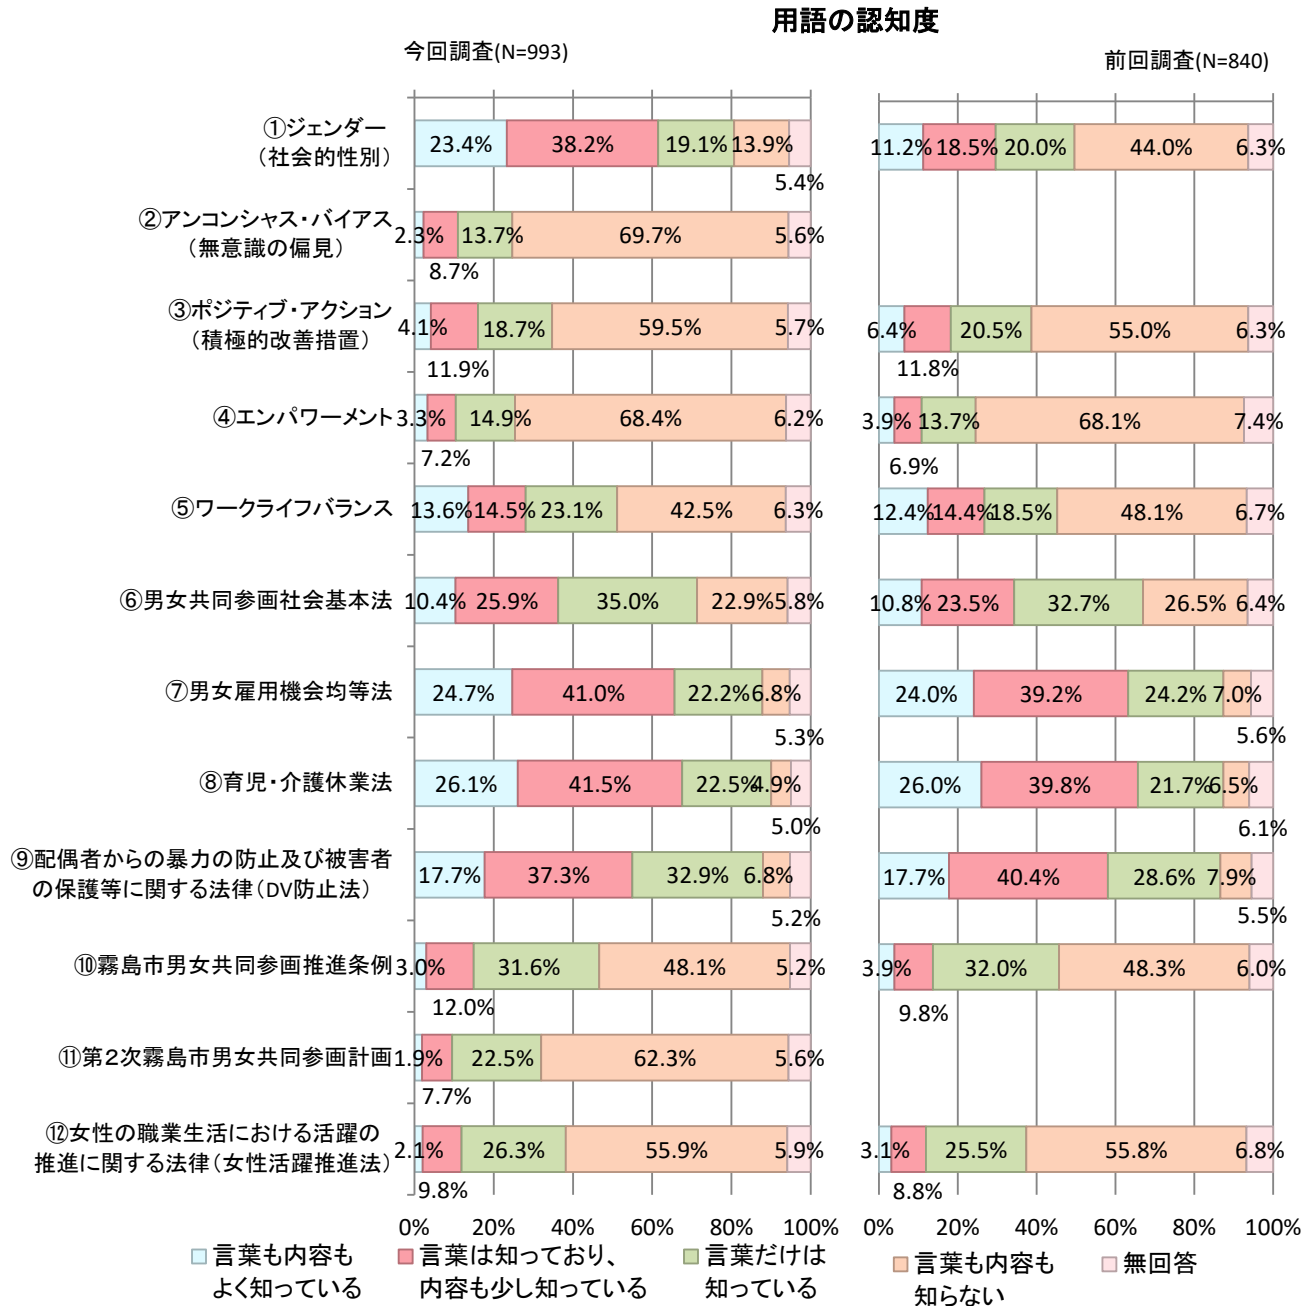 用語の認知度
今回調査(N=993)
前回調査(N=840)
①ジェンダー
（社会的性別）
23.4% 38.2% 19.1% 13.9%
5.4%
11.2% 18.5% 20.0% 44.0% 6.3%
②アンコンシャス・バイアス
（無意識の偏見）
2.3% 13.7% 69.7% 5.6%
8.7%
③ポジティブ・アクション
（積極的改善措置）
4.1% 18.7% 59.5% 5.7%
11.9%
6.4% 20.5% 55.0% 6.3%
11.8%
④エンパワーメント
3.3% 14.9% 68.4% 6.2%
7.2%
3.9% 13.7% 68.1% 7.4%
6.9%
⑤ワークライフバランス
13.6% 14.5% 23.1% 42.5% 6.3%
12.4% 14.4% 18.5% 48.1% 6.7%
⑥男女共同参画社会基本法
10.4% 25.9% 35.0% 22.9% 5.8%
10.8% 23.5% 32.7% 26.5% 6.4%
⑦男女雇用機会均等法
24.7% 41.0% 22.2% 6.8%
5.3%
24.0% 39.2% 24.2% 7.0%
5.6%
⑧育児・介護休業法
26.1% 41.5% 22.5% 4.9%
5.0%
26.0% 39.8% 21.7% 6.5%
6.1%
⑨配偶者からの暴力の防止及び被害者
の保護等に関する法律（DV防止法）
17.7% 37.3% 32.9% 6.8%
5.2%
17.7% 40.4% 28.6% 7.9%
5.5%
⑩霧島市男女共同参画推進条例
3.0% 31.6% 48.1% 5.2%
12.0%
3.9% 32.0% 48.3% 6.0%
9.8%
⑪第２次霧島市男女共同参画計画
1.9% 22.5% 62.3% 5.6%
7.7%
⑫女性の職業生活における活躍の
推進に関する法律（女性活躍推進法）
2.1% 26.3% 55.9% 5.9%
9.8%
3.1% 25.5% 55.8% 6.8%
8.8%
0% 20% 40% 60% 80% 100%
0% 20% 40% 60% 80% 100%
言葉も内容も
よく知っている
言葉は知っており、
内容も少し知っている
言葉だけは
知っている
言葉も内容も
知らない
無回答